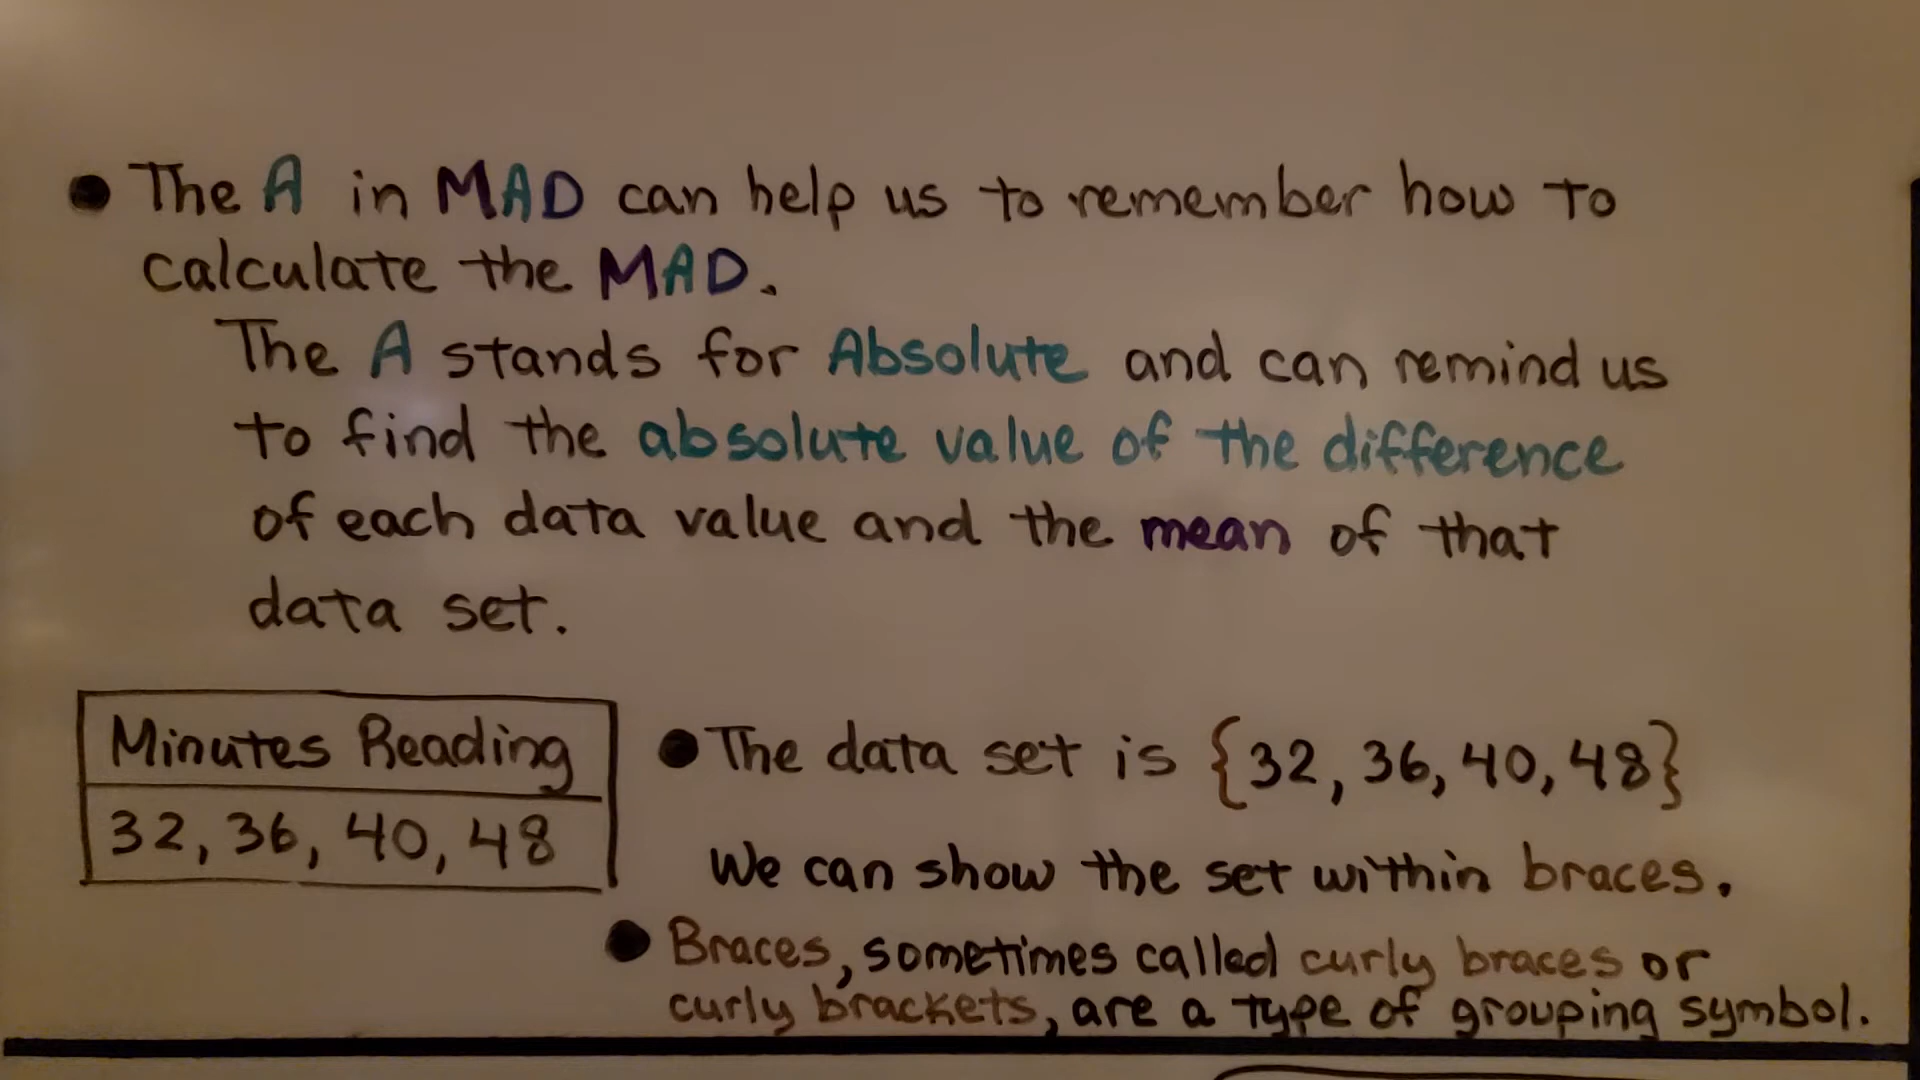 • The A in MAD can help us to remember how to
calculate the MAD.
The A stands for Absolute and can remind us
to find the absolute value of the difference
of each data value and the mean of that
data set.
Minutes Reading
32, 36, 40, 48
• The data set is {32, 36, 40, 48}
We can show the set within braces.
• Braces, sometimes called curly braces or
curly brackets, are a type of grouping symbol.